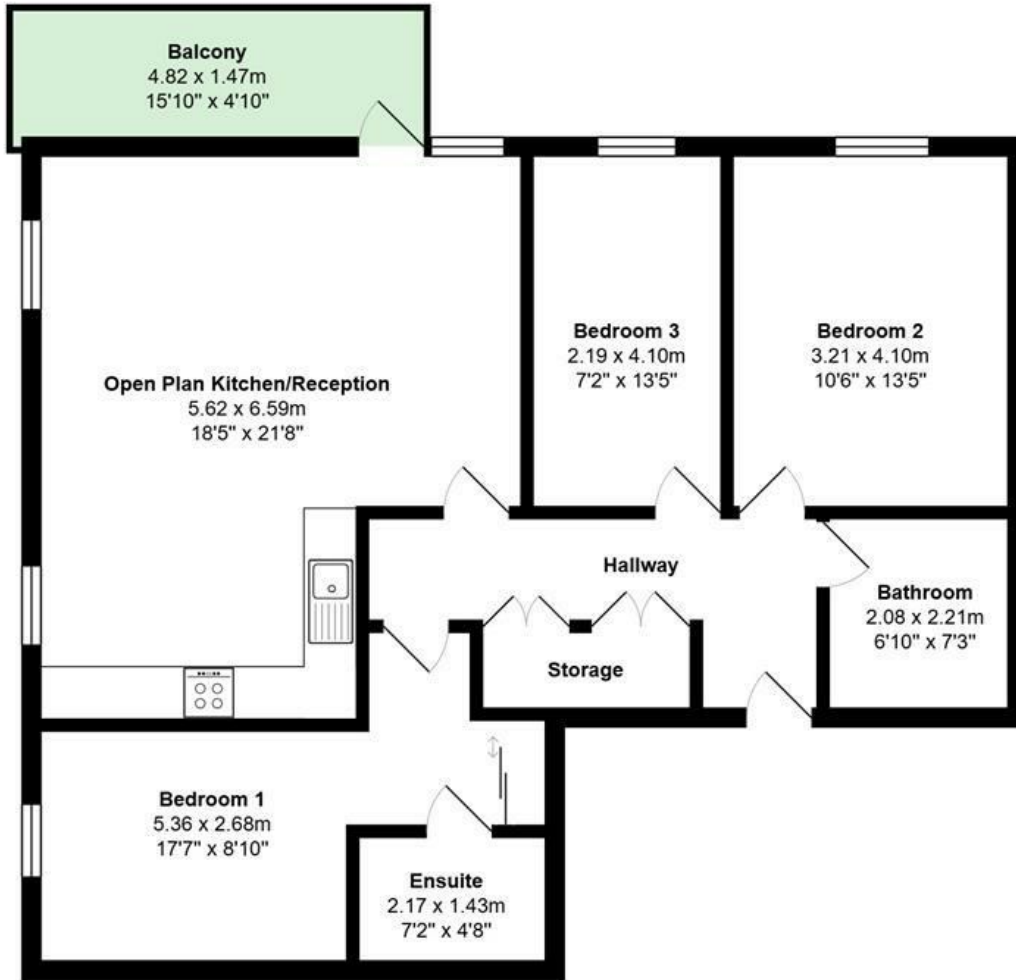 Balcony
4.82 x 1.47m
15'10" x 4'10"
Open Plan Kitchen/Reception
5.62 x 6.59m
18'5" x 21'8"
Bedroom 3
2.19 x 4.10m
7'2" x 13'5"
Bedroom 2
3.21 x 4.10m
10'6" x 13'5"
Hallway
Bathroom
2.08 x 2.21m
6'10" x 7'3"
Storage
Bedroom 1
5.36 x 2.68m
17'7" x 8'10"
Ensuite
2.17 x 1.43m
7'2" x 4'8"